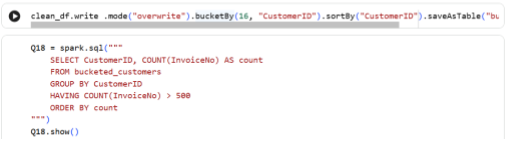 clean_df.write .mode("overwrite").bucketBy(16, "CustomerID").sortBy("CustomerID").saveAsTable("bu
Q18 = spark.sql("""
SELECT CustomerID, COUNT(InvoiceNo) AS count
FROM bucketed_customers
GROUP BY CustomerID
HAVING COUNT(InvoiceNo) > 500
ORDER BY count
""")
Q18.show()